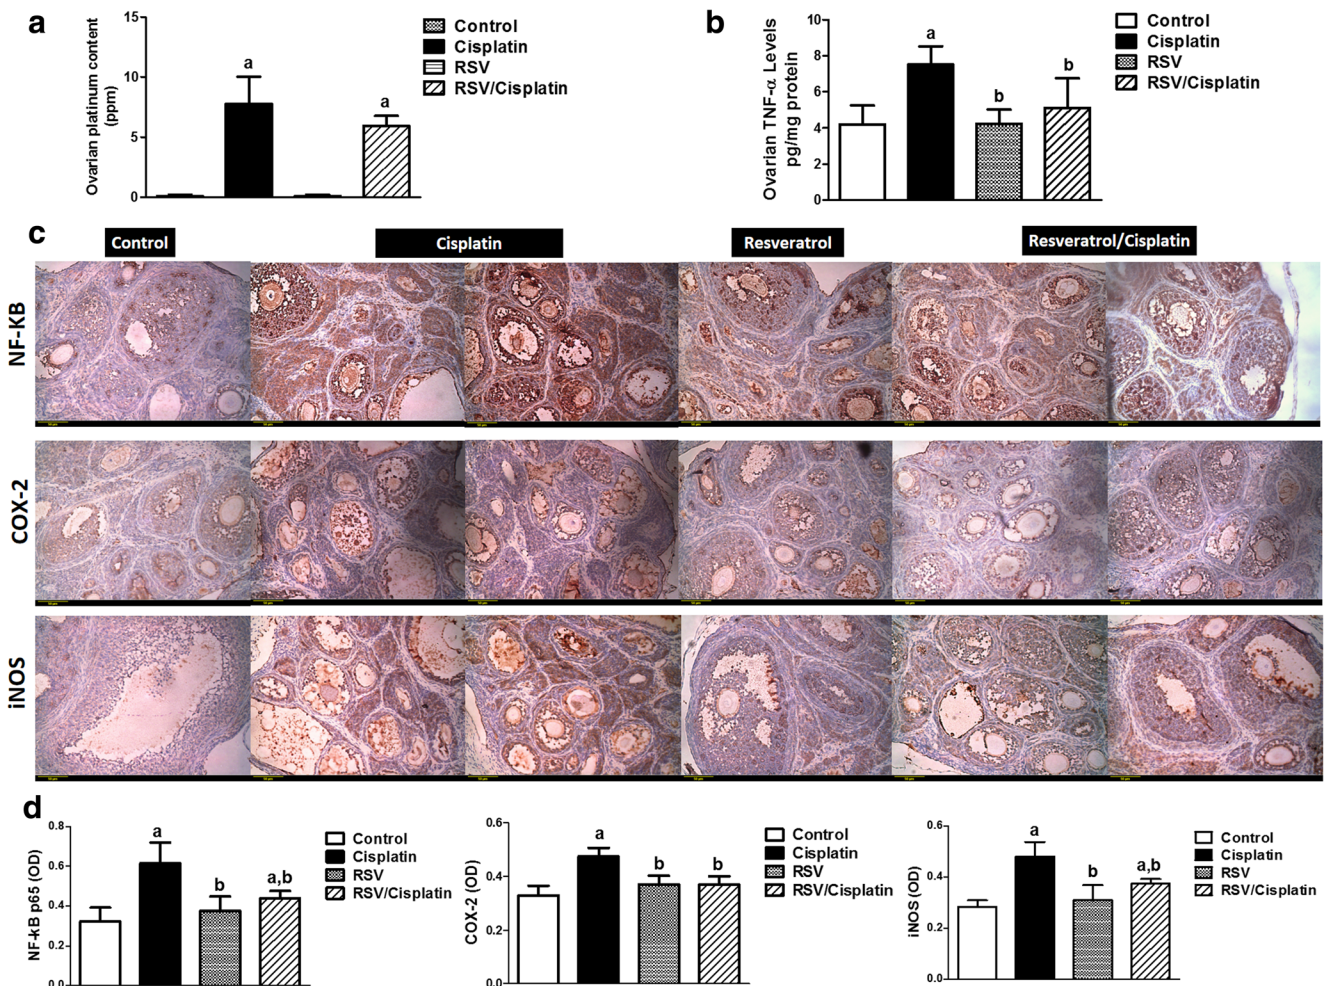 a
Ovarian platinum content
(ppm)
15
10
5
0
a
a
Control
Cisplatin
RSV
RSV/Cisplatin
b
Ovarian TNF-α Levels
pg/mg protein
10
8
6
4
2
0
a
b
b
Control
Cisplatin
RSV
RSV/Cisplatin
c
Control
Cisplatin
Resveratrol
Resveratrol/Cisplatin
NF-KB
COX-2
iNOS
d
NF-kB p65 (OD)
0.8
0.6
0.4
0.2
0.0
a
b
a,b
Control
Cisplatin
RSV
RSV/Cisplatin
COX-2 (OD)
0.6
0.4
0.2
0.0
a
b
b
Control
Cisplatin
RSV
RSV/Cisplatin
iNOS (OD)
0.6
0.4
0.2
0.0
a
b
a,b
Control
Cisplatin
RSV
RSV/Cisplatin